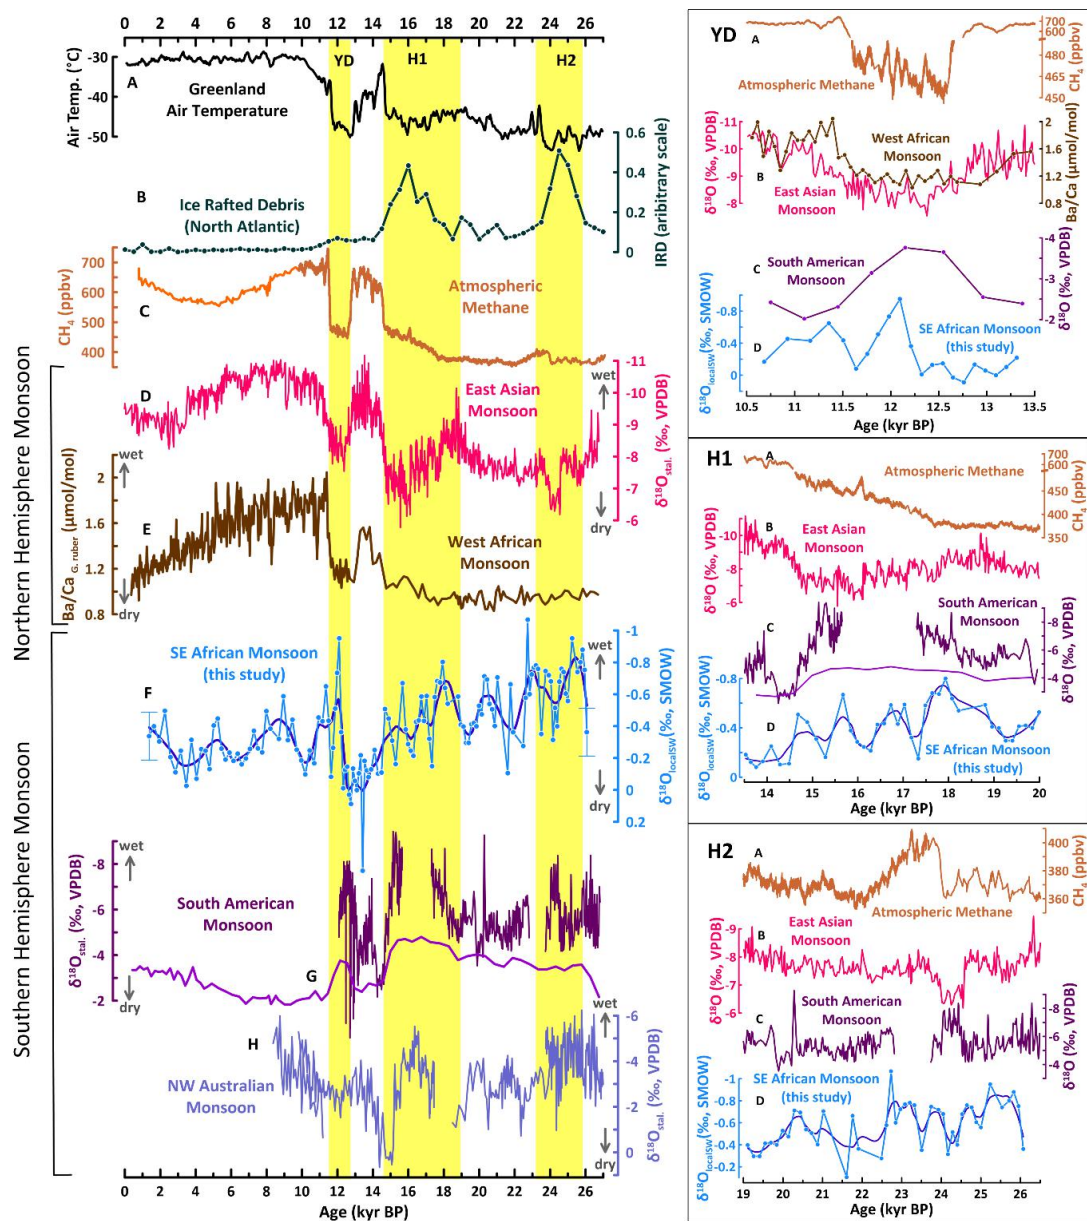 0 2 4 6 8 10 12 14 16 18 20 22 24 26
YD H1 H2
Air Temp. (°C)
-30
-40
-50
A
Greenland
Air Temperature
0.6
0.4
0.2
0
IRD (aribitrary scale)
B
Ice Rafted Debris
(North Atlantic)
CH4 (ppbv)
700
600
500
400
C
Atmospheric
Methane
Northern Hemisphere Monsoon
D
East Asian
Monsoon
wet
dry
-11
-10
-9
-8
-7
-6
δ18Ostal. (‰, VPDB)
Ba/Ca G. ruber (µmol/mol)
2
1.6
1.2
0.8
wet
dry
E
West African
Monsoon
Southern Hemisphere Monsoon
SE African Monsoon
(this study)
F
wet
dry
-1
-0.8
-0.6
-0.4
-0.2
0
0.2
δ18OlocalSW (‰, SMOW)
δ18Ostal. (‰, VPDB)
-8
-6
-4
-2
wet
dry
South American
Monsoon
G
H
NW Australian
Monsoon
wet
dry
-6
-4
-2
0
δ18Ostal. (‰, VPDB)
0 2 4 6 8 10 12 14 16 18 20 22 24 26
Age (kyr BP)
YD
A
Atmospheric Methane
700
600
480
465
450
CH4 (ppbv)
δ18O (‰, VPDB)
-11
-10
-9
-8
West African
Monsoon
B
East Asian
Monsoon
2
1.6
1.2
0.8
Ba/Ca (µmol/mol)
C
South American
Monsoon
-4
-3
-2
δ18O (‰, VPDB)
δ18OlocalSW (‰, SMOW)
-0.8
-0.4
0
D
SE African Monsoon
(this study)
10.5 11 11.5 12 12.5 13 13.5
Age (kyr BP)
H1
A
Atmospheric Methane
700
600
450
350
CH4 (ppbv)
δ18O (‰, VPDB)
-10
-8
-6
B
East Asian
Monsoon
C
South American
Monsoon
-8
-6
-4
δ18O (‰, VPDB)
δ18OlocalSW (‰, SMOW)
-0.8
-0.4
0
D
SE African Monsoon
(this study)
14 15 16 17 18 19 20
Age (kyr BP)
H2
A
Atmospheric Methane
400
380
360
CH4 (ppbv)
δ18O (‰, VPDB)
-9
-8
-7
-6
B
East Asian
Monsoon
C
South American
Monsoon
-8
-6
-4
δ18O (‰, VPDB)
δ18OlocalSW (‰, SMOW)
-1
-0.8
-0.6
-0.4
-0.2
D
SE African Monsoon
(this study)
19 20 21 22 23 24 25 26
Age (kyr BP)